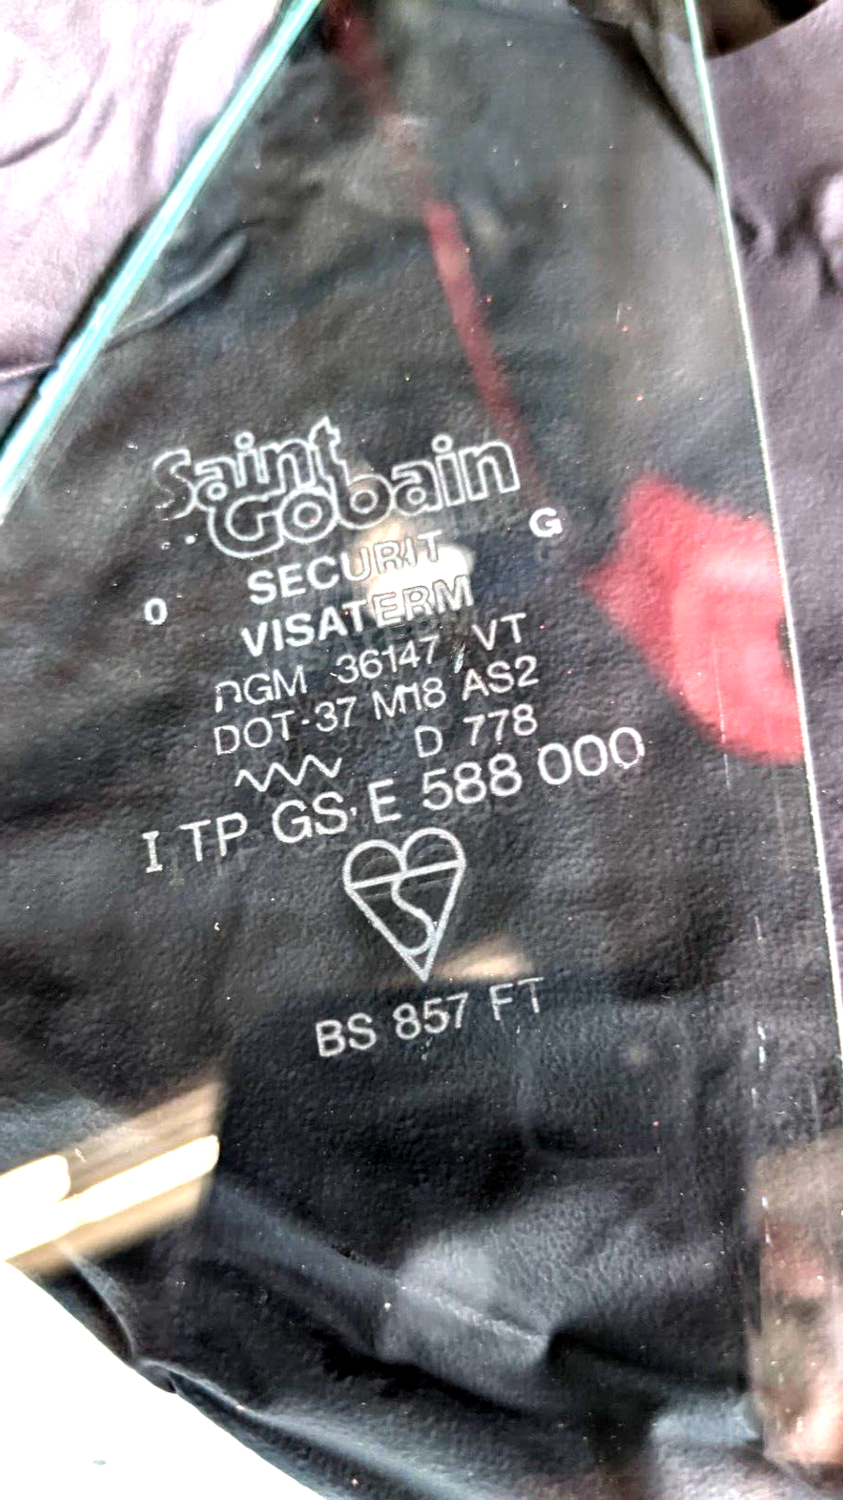 Saint
Gobain
G
0 SECURIT
VISATERM
DGM 36147 / VT
DOT-37 M18 AS2
D 778
I TP GS, E 588 000
BS 857 FT